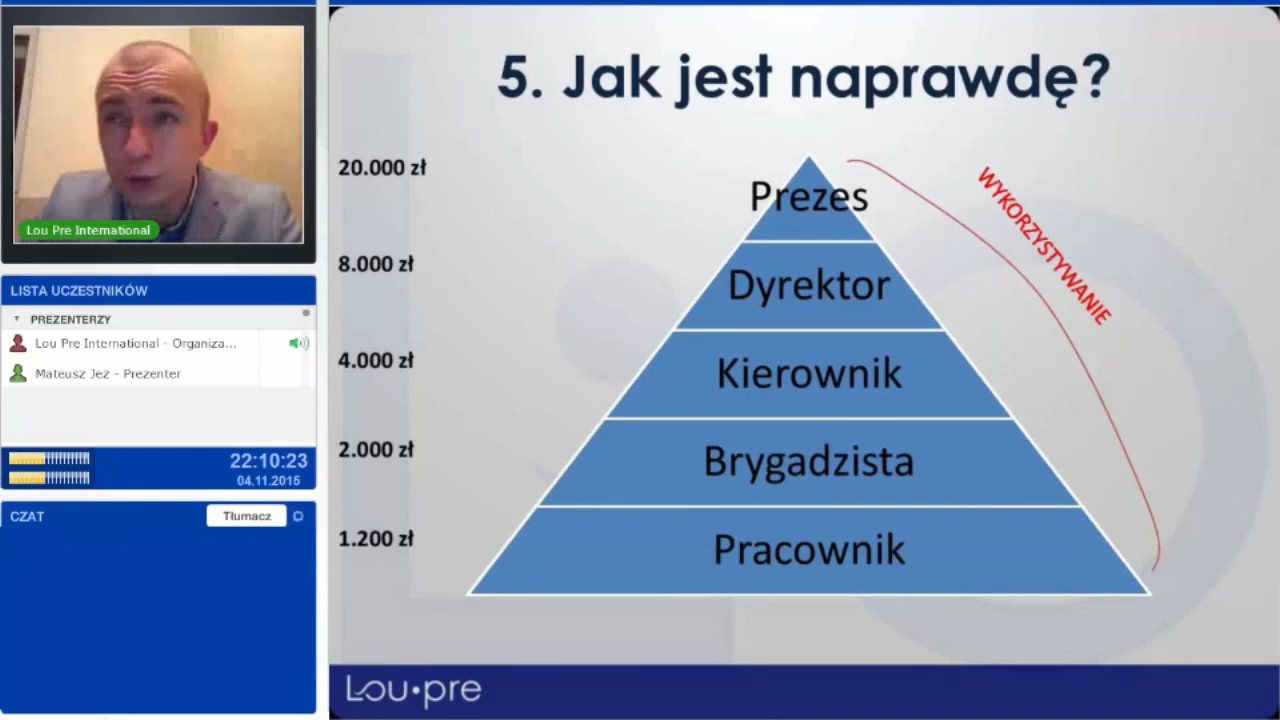 Lou Pre International
LISTA UCZESTNIKÓW
PREZENTERZY
Lou Pre International - Organiza...
Mateusz Jeż - Prezenter
22:10:23
04.11.2015
CZAT
Tłumacz
5. Jak jest naprawdę?
20.000 zł
Prezes
8.000 zł
Dyrektor
4.000 zł
Kierownik
2.000 zł
Brygadzista
1.200 zł
Pracownik
WYKORZYSTYWANIE
Lou•pre